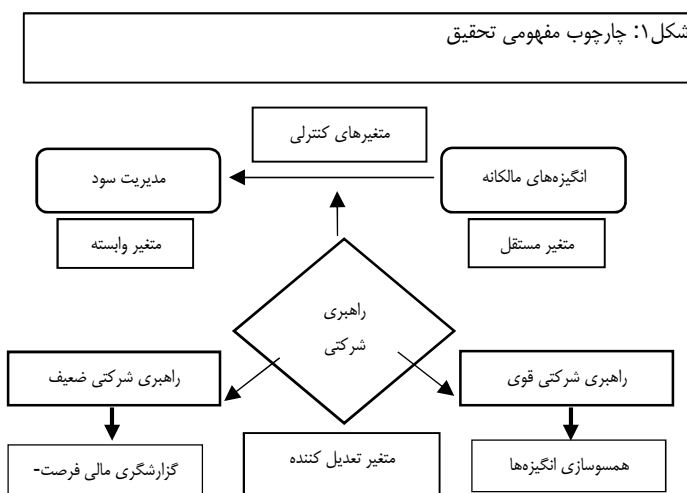 شکل۱: چارچوب مفهومی تحقیق
متغیرهای کنترلی
انگیزه‌های مالکانه
مدیریت سود
متغیر مستقل
متغیر وابسته
راهبری
شرکتی
راهبری شرکتی قوی
راهبری شرکتی ضعیف
همسوسازی انگیزه‌ها
متغیر تعدیل کننده
گزارشگری مالی فرصت-